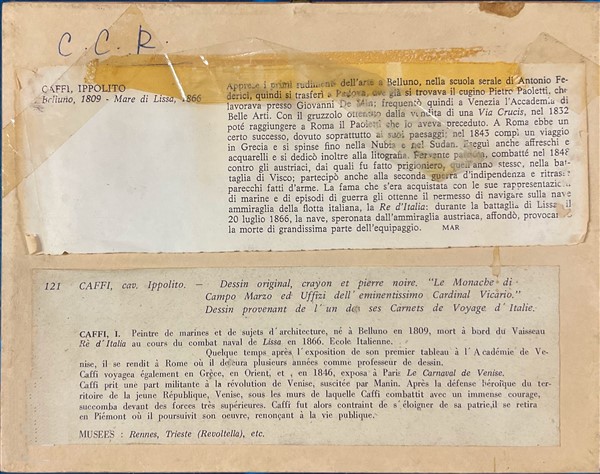 C. C. R.
CAFFI, IPPOLITO
Belluno, 1809 - Mare di Lissa, 1866
Apprese i primi rudimenti dell'arte a Belluno, nella scuola serale di Antonio Fe-
derici, quindi si trasferì a Padova, ove già si trovava il cugino Pietro Paoletti, che
lavorava presso Giovanni De Min; frequentò quindi a Venezia l'Accademia di
Belle Arti. Con il gruzzolo ottenuto dalla vendita di una Via Crucis, nel 1832
poté raggiungere a Roma il Paoletti che lo aveva preceduto. A Roma ebbe un
certo successo, dovuto soprattutto ai suoi paesaggi: nel 1843 compì un viaggio
in Grecia e si spinse fino nella Nubia e nel Sudan. Eseguì anche affreschi e
acquarelli e si dedicò inoltre alla litografia. Fervente patriota, combatté nel 1848
contro gli austriaci, dai quali fu fatto prigioniero, quell'anno stesso, nella bat-
taglia di Visco; partecipò anche alla seconda guerra d'indipendenza e ritrasse
parecchi fatti d'arme. La fama che s'era acquistata con le sue rappresentazioni
di marine e di episodi di guerra gli ottenne il permesso di navigare sulla nave
ammiraglia della flotta italiana, la Re d'Italia: durante la battaglia di Lissa il
20 luglio 1866, la nave, speronata dall'ammiraglia austriaca, affondò, provocando
la morte di grandissima parte dell'equipaggio. MAR
121 CAFFI, cav. Ippolito. — Dessin original, crayon et pierre noire. "Le Monache di
Campo Marzo ed Uffizi dell'eminentissimo Cardinal Vicario."
Dessin provenant de l'un des ses Carnets de Voyage d'Italie.
CAFFI, I. Peintre de marines et de sujets d'architecture, né à Belluno en 1809, mort à bord du Vaisseau
Rè d'Italia au cours du combat naval de Lissa en 1866. Ecole Italienne.
Quelque temps après l'exposition de son premier tableau à l'Académie de Ve-
nise, il se rendit à Rome où il demeura plusieurs années comme professeur de dessin.
Caffi voyagea également en Grèce, en Orient, et , en 1846, exposa à Paris Le Carnaval de Venise.
Caffi prit une part militante à la révolution de Venise, suscitée par Manin. Après la défense héroïque du ter-
ritoire de la jeune République, Venise, sous les murs de laquelle Caffi combattit avec un immense courage,
succomba devant des forces très supérieures. Caffi fut alors contraint de s'éloigner de sa patrie,il se retira
en Piémont où il poursuivit son oeuvre, renonçant à la vie publique.
MUSEES : Rennes, Trieste (Revoltella), etc.